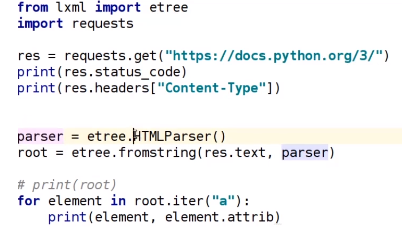 from lxml import etree
import requests

res = requests.get("https://docs.python.org/3/")
print(res.status_code)
print(res.headers["Content-Type"])


parser = etree.HTMLParser()
root = etree.fromstring(res.text, parser)

# print(root)
for element in root.iter("a"):
    print(element, element.attrib)